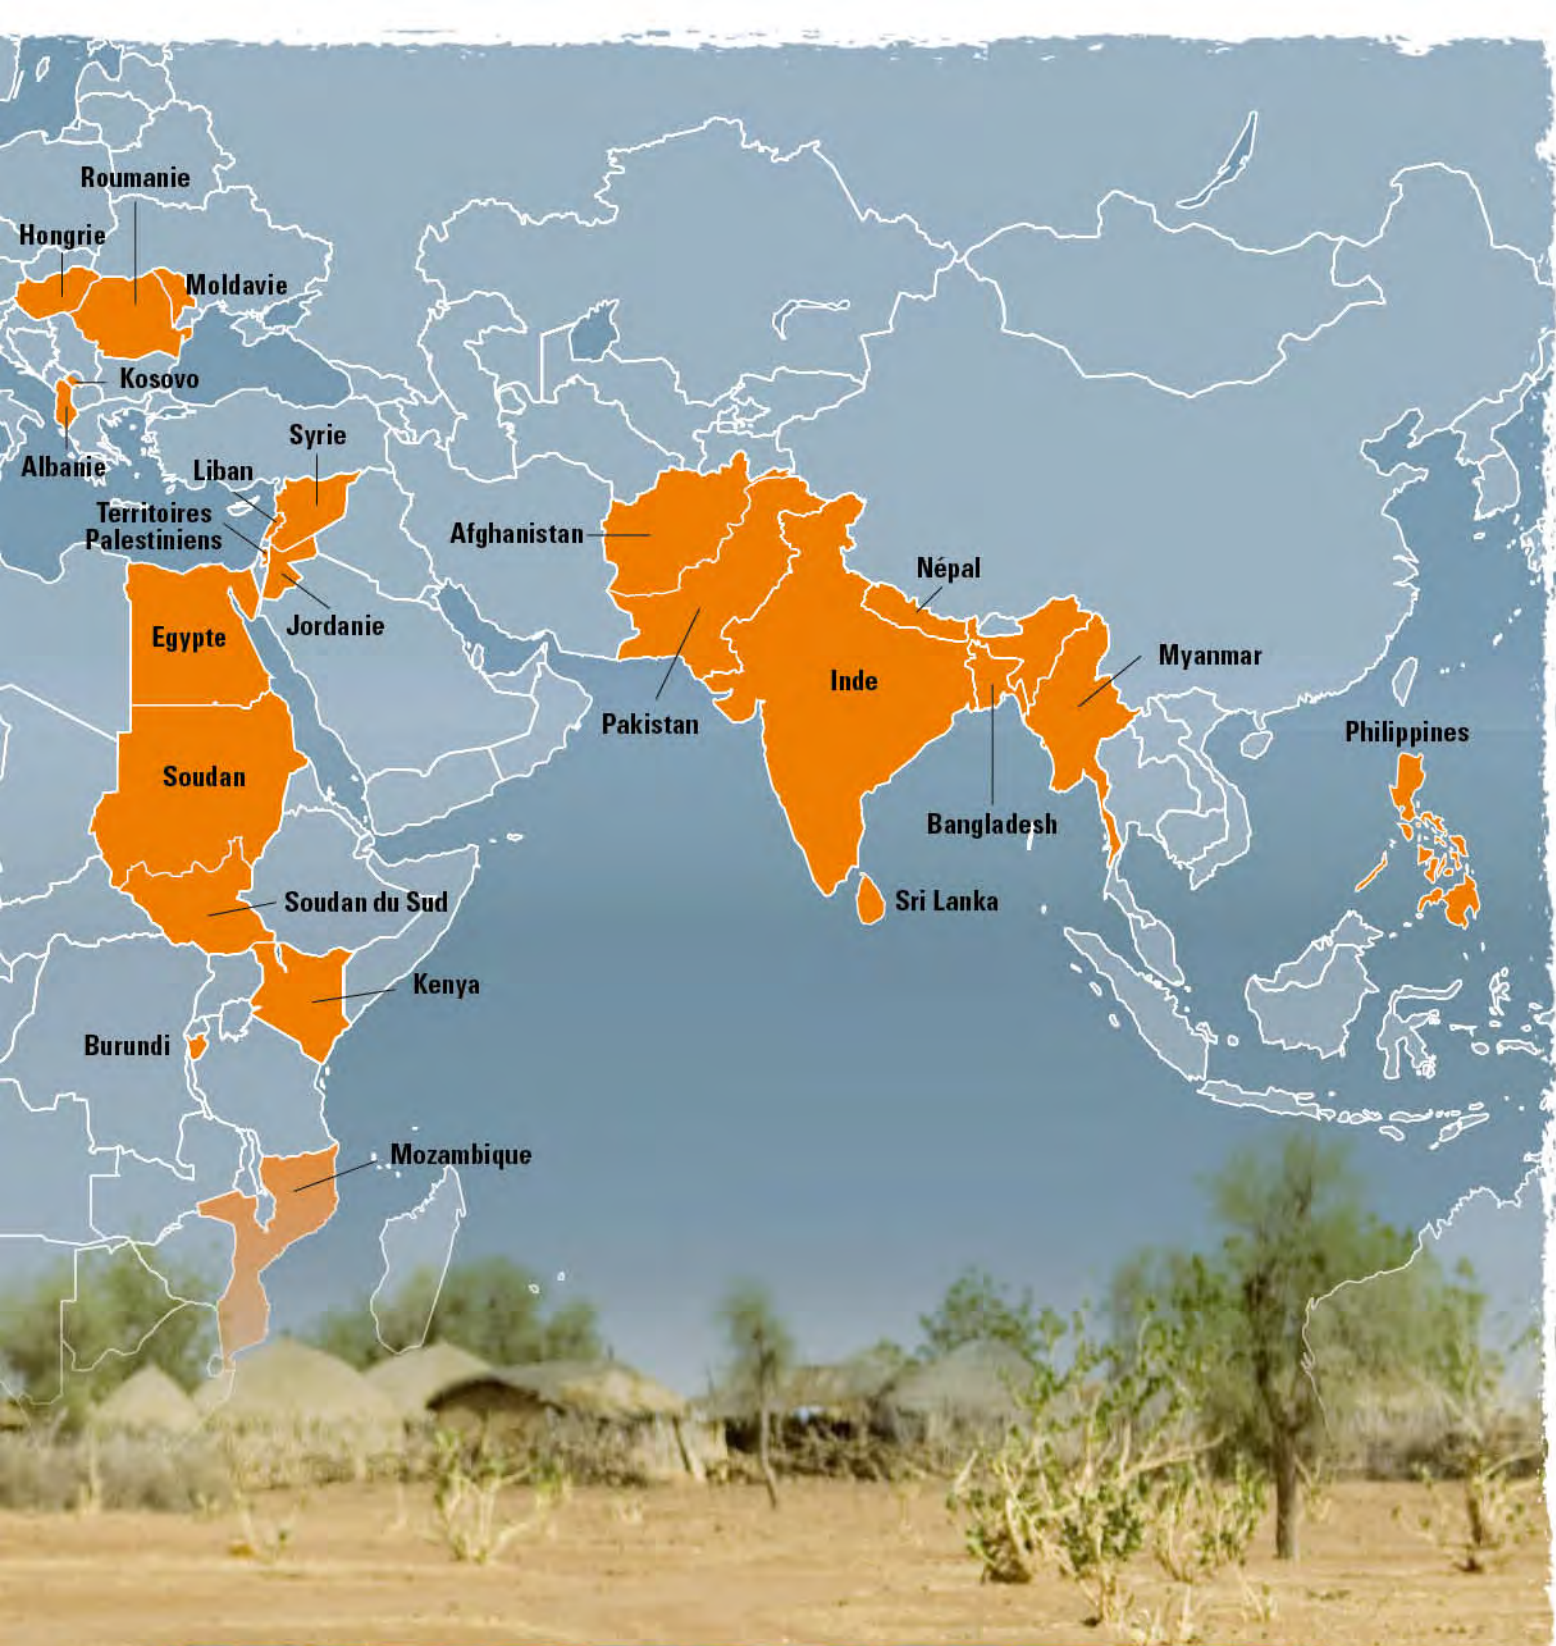 Roumanie
Hongrie
Moldavie
Kosovo
Albanie
Syrie
Liban
Territoires
Palestiniens
Jordanie
Egypte
Soudan
Soudan du Sud
Kenya
Burundi
Mozambique
Afghanistan
Pakistan
Népal
Inde
Myanmar
Bangladesh
Sri Lanka
Philippines